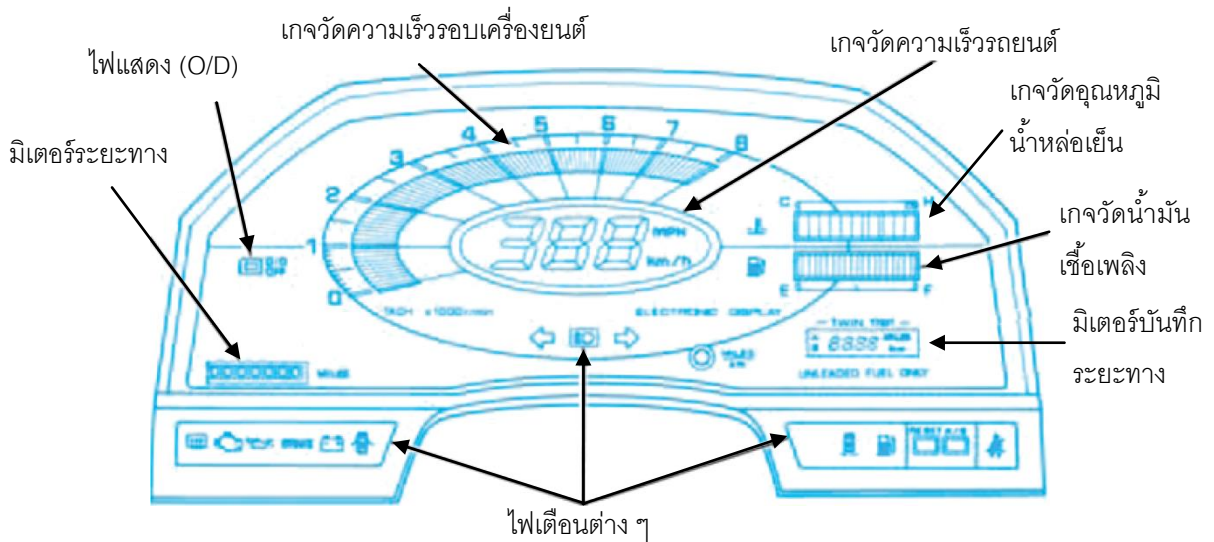 เกจวัดความเร็วรอบเครื่องยนต์
เกจวัดความเร็วรถยนต์
ไฟแสดง (O/D)
เกจวัดอุณหภูมิ
น้ำหล่อเย็น
มิเตอร์ระยะทาง
เกจวัดน้ำมัน
เชื้อเพลิง
มิเตอร์บันทึก
ระยะทาง
0 1 2 3 4 5 6 7 8
388
MPH
km/h
C H
E F
O/D
OFF
TACH x1000r/min
ELECTRONIC DISPLAY
TWIN TRIP
8888
MILES
UNLEADED FUEL ONLY
RESET A/B
ไฟเตือนต่าง ๆ